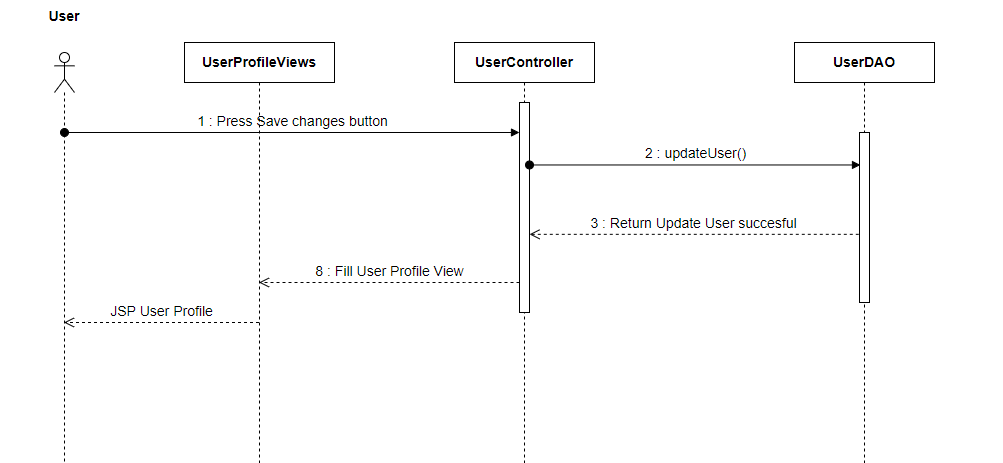 User
UserProfileViews
UserController
UserDAO
1 : Press Save changes button
2 : updateUser()
3 : Return Update User succesful
8 : Fill User Profile View
JSP User Profile